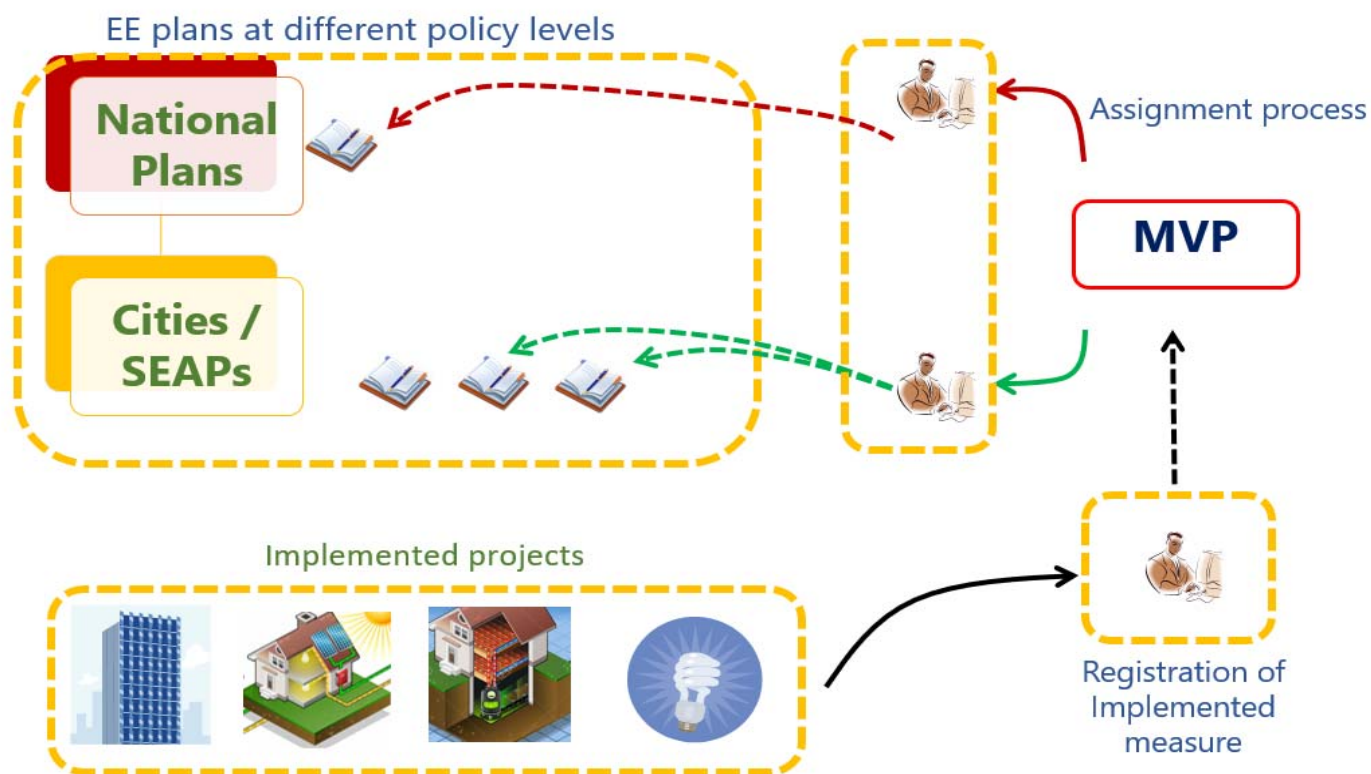 EE plans at different policy levels
National
Plans
Assignment process
MVP
Cities /
SEAPs
Implemented projects
Registration of
Implemented
measure